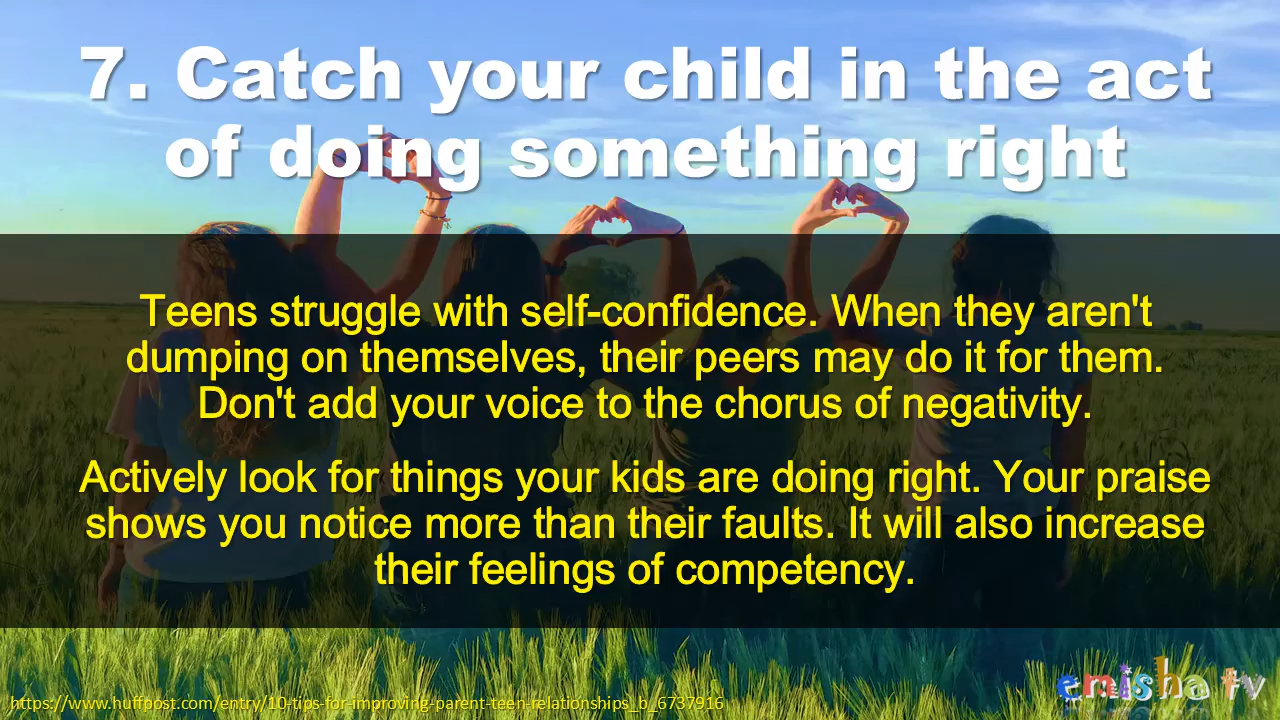 7. Catch your child in the act
of doing something right
Teens struggle with self-confidence. When they aren't
dumping on themselves, their peers may do it for them.
Don't add your voice to the chorus of negativity.
Actively look for things your kids are doing right. Your praise
shows you notice more than their faults. It will also increase
their feelings of competency.
https://www.huffpost.com/entry/10-tips-for-improving-parent-teen-relationships_b_6737916
emisha tv